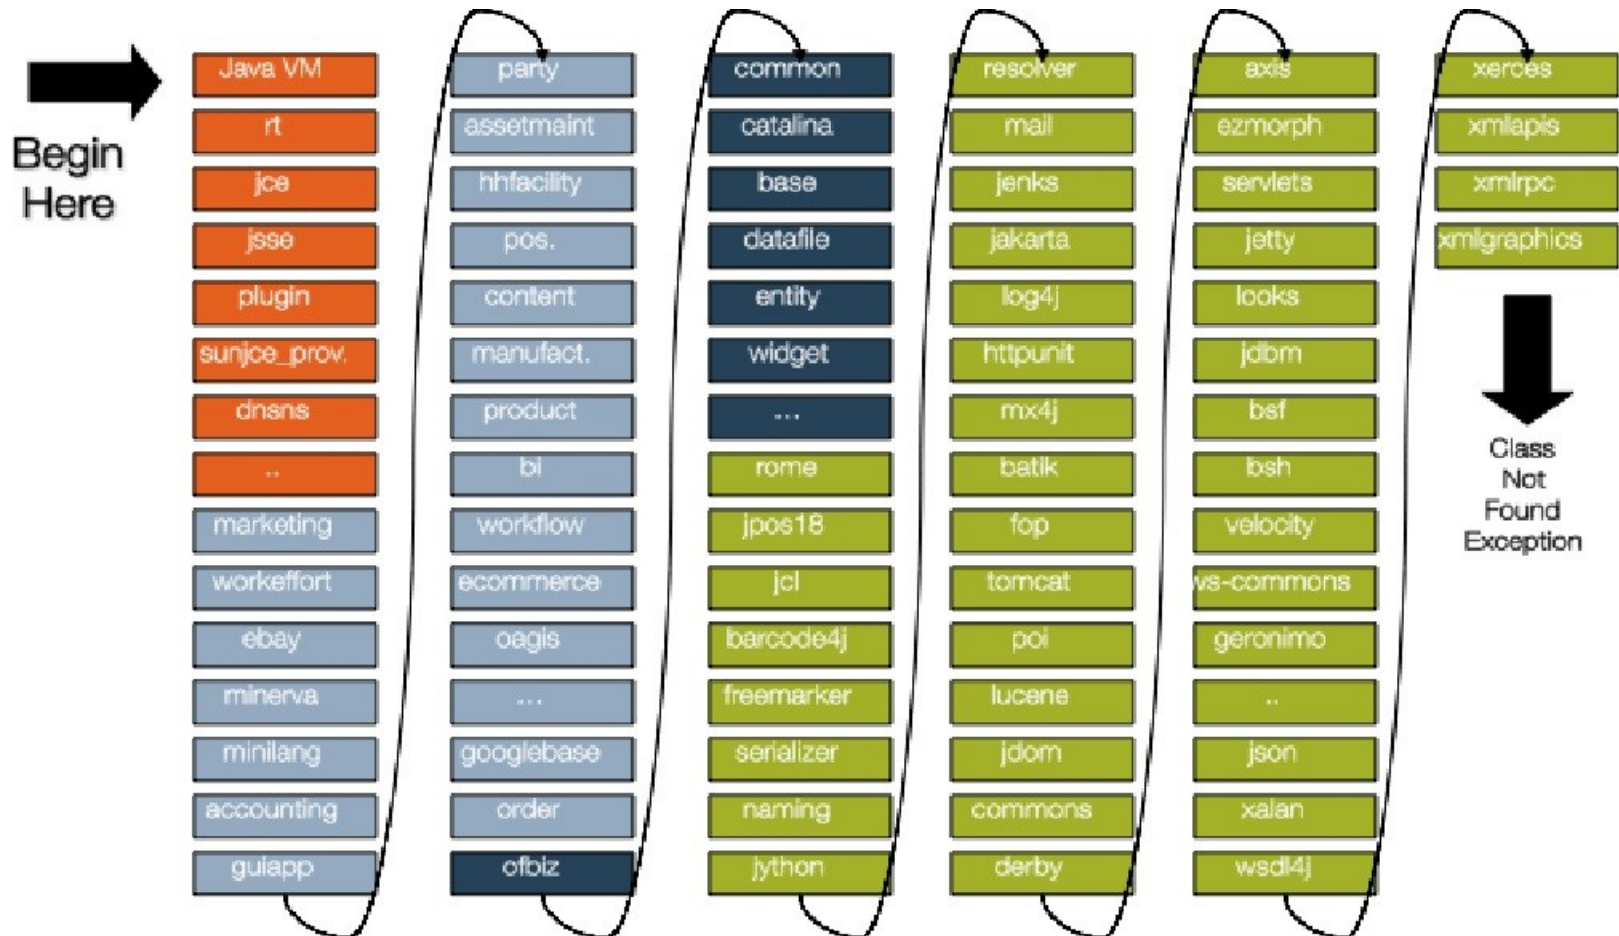 Begin
Here
Java VM
rt
jce
jsse
plugin
sunjce_prov.
dnsns
..
marketing
workeffort
ebay
minerva
minilang
accounting
guiapp
party
assetmaint
hhfacility
pos.
content
manufact.
product
bi
workflow
ecommerce
oagis
...
googlebase
order
ofbiz
common
catalina
base
datafile
entity
widget
...
rome
jpos18
jcl
barcode4j
freemarker
serializer
naming
jython
resolver
mail
jenks
jakarta
log4j
httpunit
mx4j
batik
fop
tomcat
poi
lucene
jdom
commons
derby
axis
ezmorph
servlets
jetty
looks
jdbm
bsf
bsh
velocity
ws-commons
geronimo
..
json
xalan
wsdl4j
xerces
xmlapis
xmlrpc
xmlgraphics
Class
Not
Found
Exception